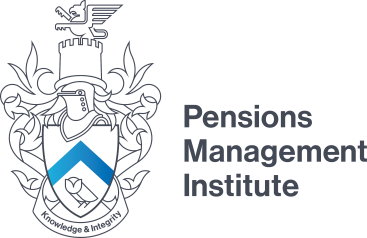 Knowledge & Integrity
Pensions
Management
Institute